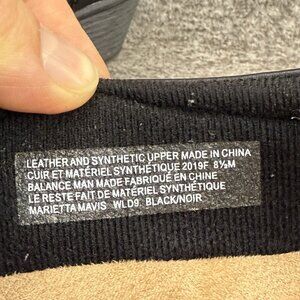 LEATHER AND SYNTHETIC UPPER MADE IN CHINA
CUIR ET MATÉRIEL SYNTHÉTIQUE 2019F 8½M
BALANCE MAN MADE FABRIQUÉ EN CHINE
LE RESTE FAIT DE MATÉRIEL SYNTHÉTIQUE
MARIETTA MAVIS WLD9 BLACK/NOIR